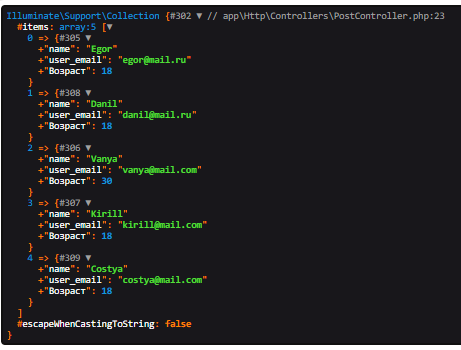 Illuminate\Support\Collection {#302 ▼ // app\Http\Controllers\PostController.php:23
#items: array:5 [▼
0 => {#305 ▼
+"name": "Egor"
+"user_email": "egor@mail.ru"
+"Возраст": 18
}
1 => {#308 ▼
+"name": "Danil"
+"user_email": "danil@mail.ru"
+"Возраст": 18
}
2 => {#306 ▼
+"name": "Vanya"
+"user_email": "vanya@mail.com"
+"Возраст": 30
}
3 => {#307 ▼
+"name": "Kirill"
+"user_email": "kirill@mail.com"
+"Возраст": 18
}
4 => {#309 ▼
+"name": "Costya"
+"user_email": "costya@mail.com"
+"Возраст": 18
}
]
#escapeWhenCastingToString: false
}